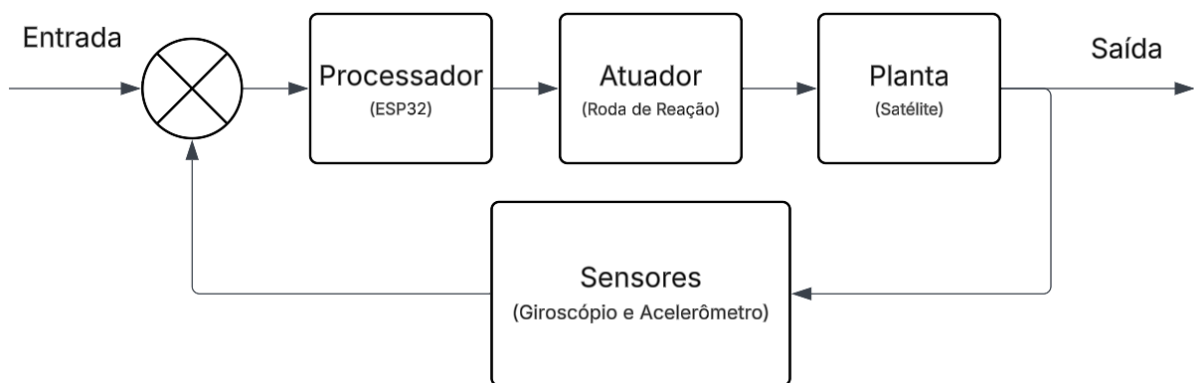 Entrada
Processador
(ESP32)
Atuador
(Roda de Reação)
Planta
(Satélite)
Saída
Sensores
(Giroscópio e Acelerômetro)